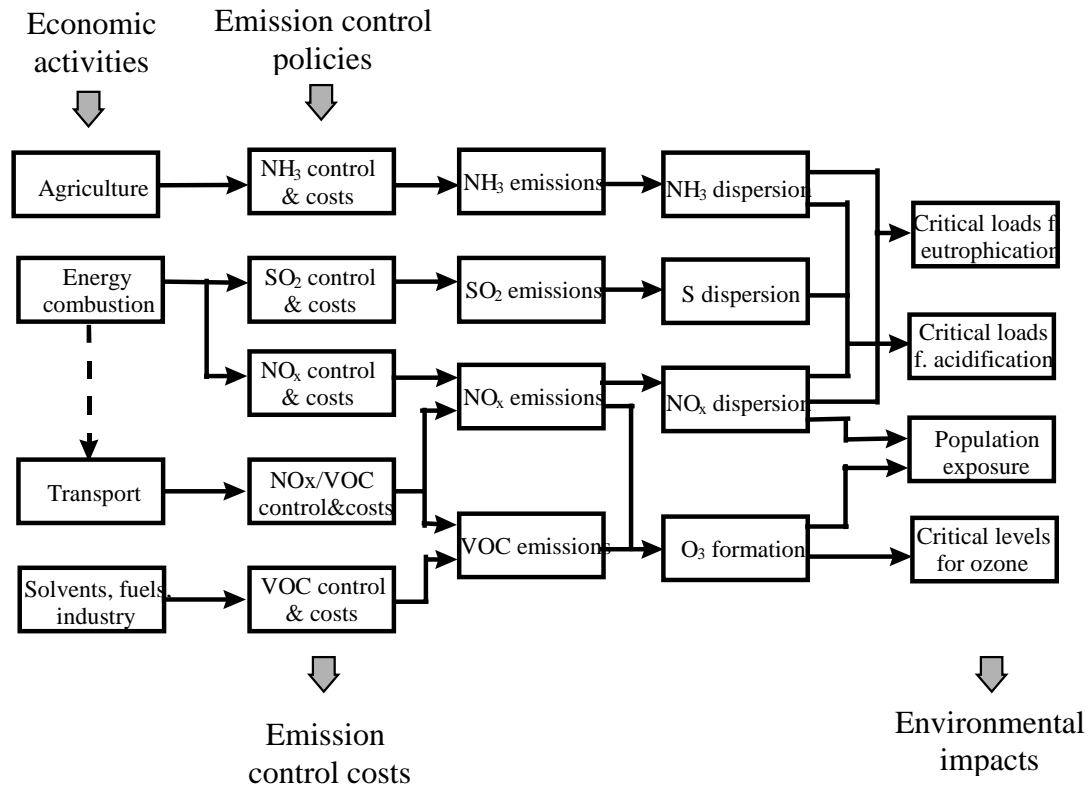 Economic
activities
Emission control
policies
Agriculture
NH₃ control
& costs
NH₃ emissions
NH₃ dispersion
Critical loads f.
eutrophication
Energy
combustion
SO₂ control
& costs
SO₂ emissions
S dispersion
Critical loads
f. acidification
NOₓ control
& costs
NOₓ emissions
NOₓ dispersion
Population
exposure
Transport
NOx/VOC
control&costs
VOC emissions
O₃ formation
Critical levels
for ozone
Solvents, fuels,
industry
VOC control
& costs
Emission
control costs
Environmental
impacts